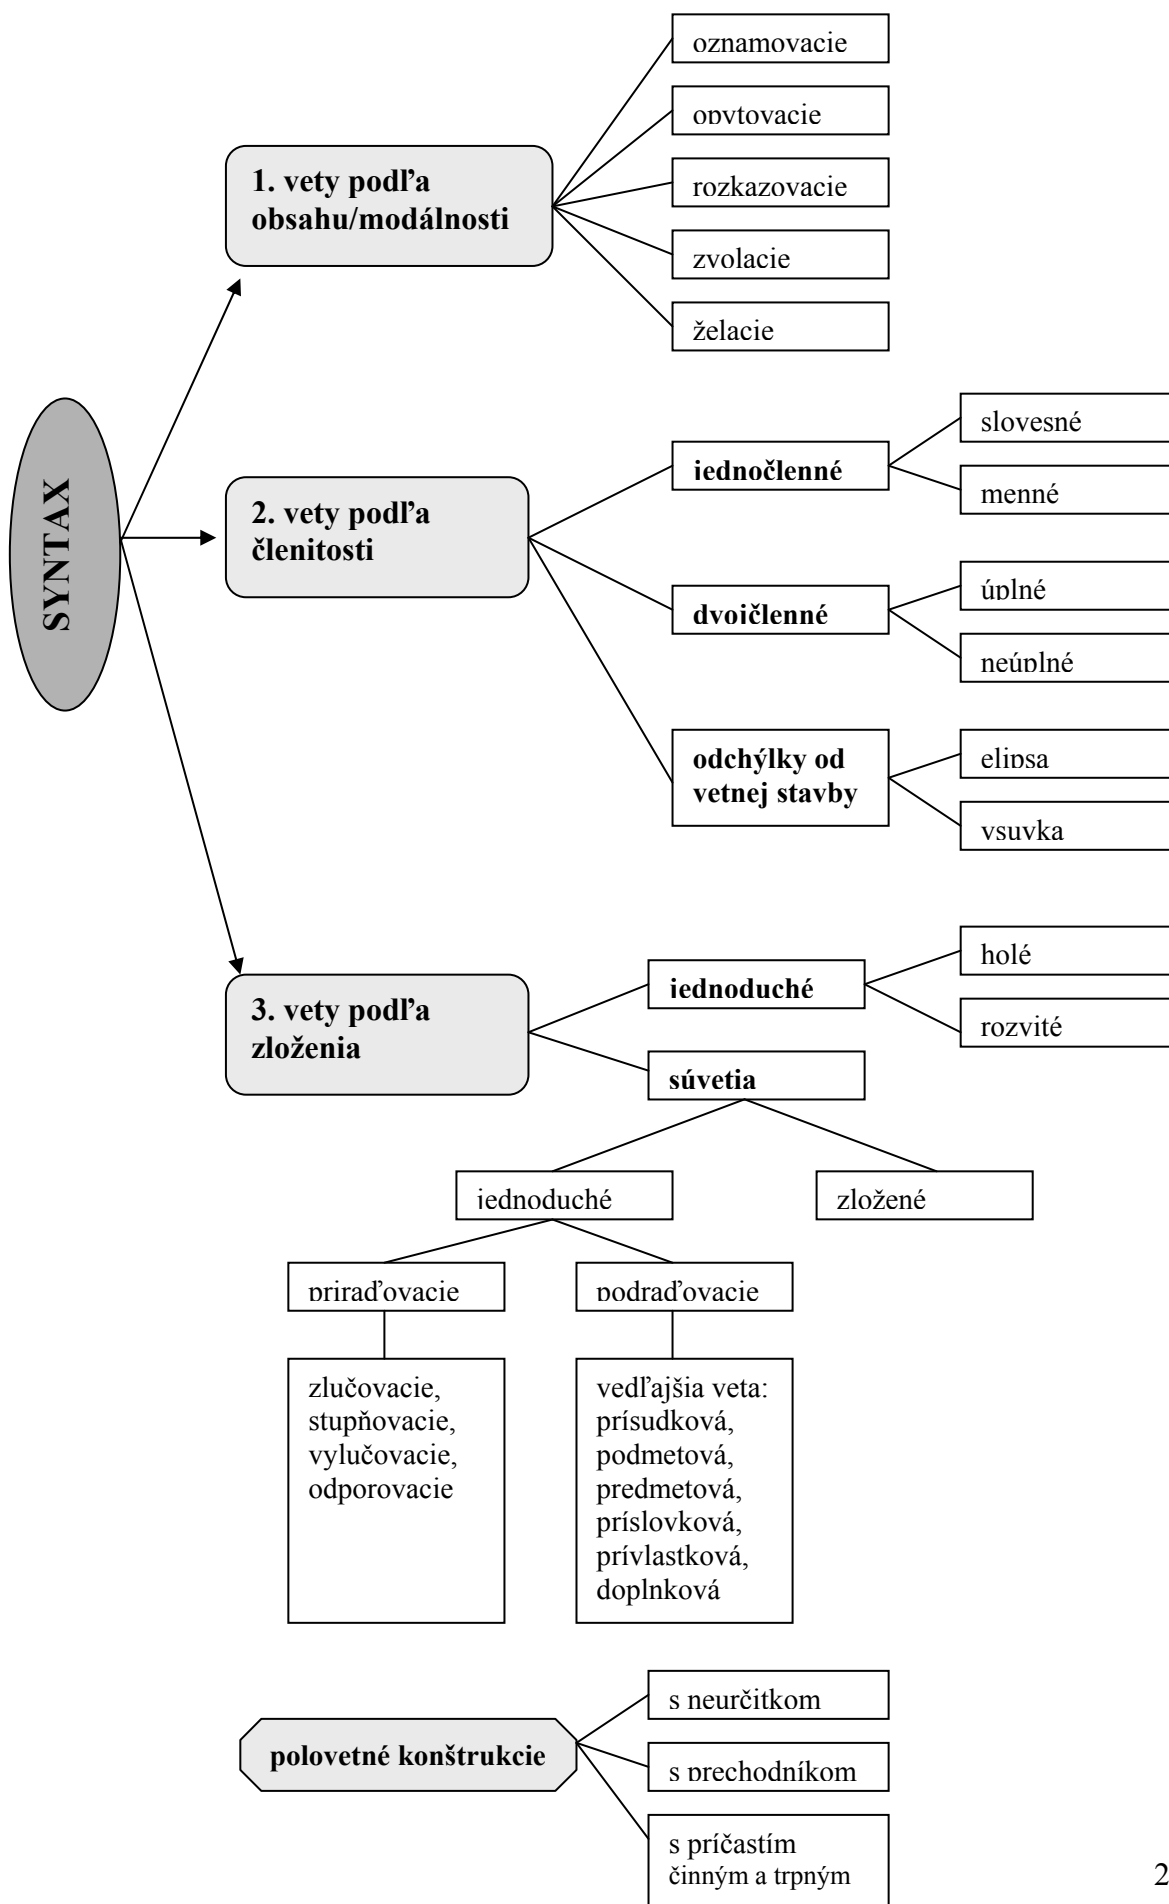 SYNTAX
1. vety podľa
obsahu/modálnosti
oznamovacie
opytovacie
rozkazovacie
zvolacie
želacie
2. vety podľa
členitosti
jednočlenné
slovesné
menné
dvojčlenné
úplné
neúplné
odchýlky od
vetnej stavby
elipsa
vsuvka
3. vety podľa
zloženia
jednoduché
holé
rozvité
súvetia
jednoduché
zložené
priraďovacie
podraďovacie
zlučovacie,
stupňovacie,
vylučovacie,
odporovacie
vedľajšia veta:
prísudková,
podmetová,
predmetová,
príslovková,
prívlastková,
doplnková
polovetné konštrukcie
s neurčitkom
s prechodníkom
s príčastím
činným a trpným
2